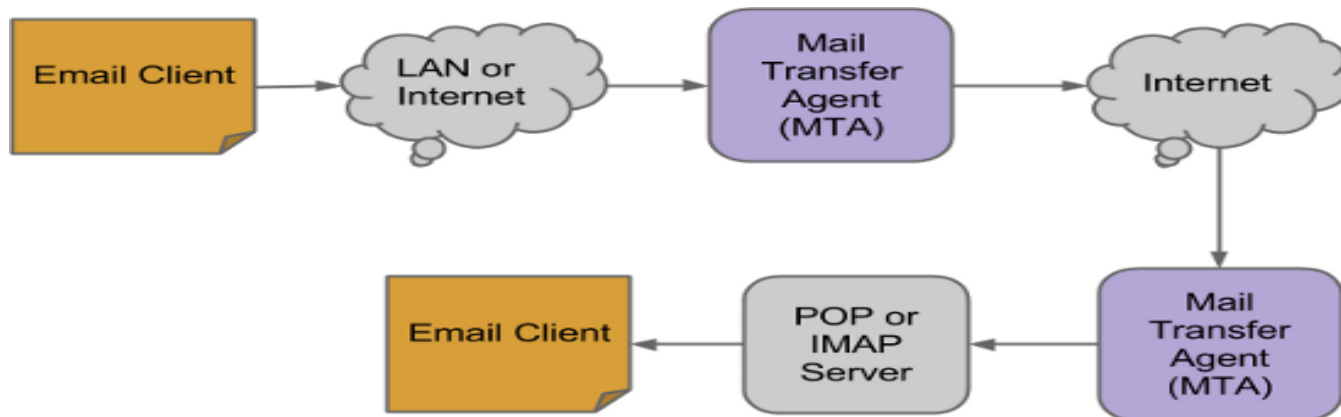 Email Client
LAN or
Internet
Mail
Transfer
Agent
(MTA)
Internet
Email Client
POP or
IMAP
Server
Mail
Transfer
Agent
(MTA)